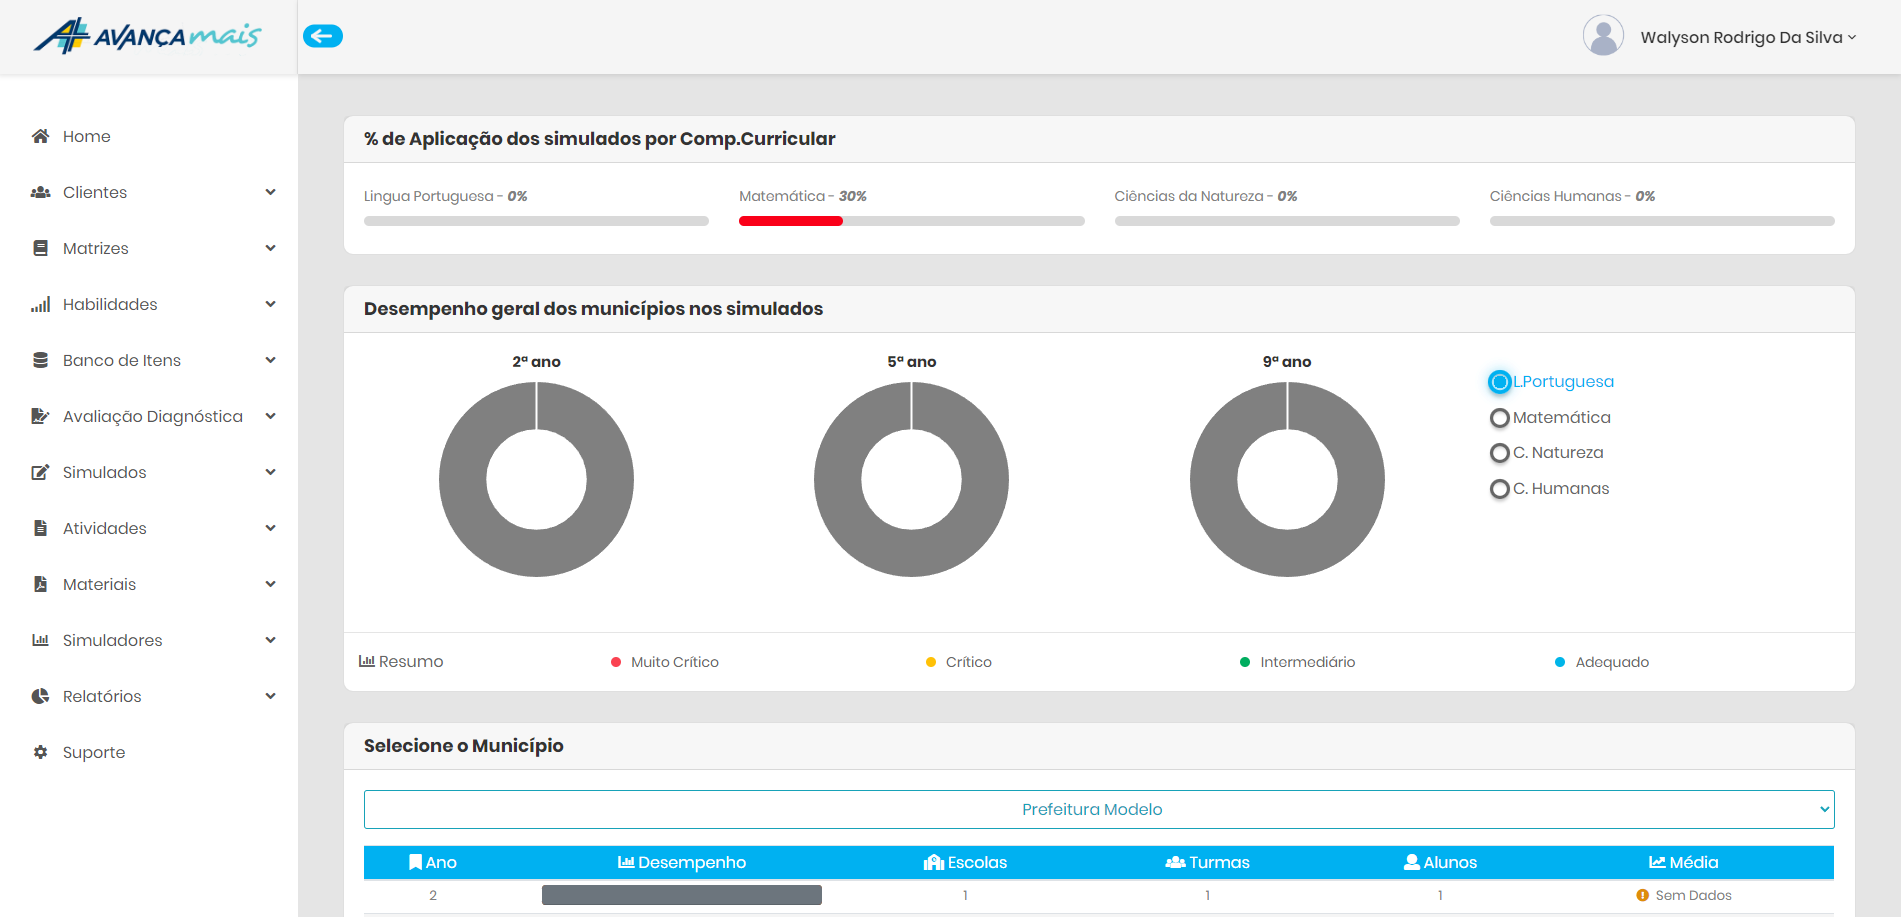 AVANÇA mais
Walyson Rodrigo Da Silva
Home
Clientes
Matrizes
Habilidades
Banco de Itens
Avaliação Diagnóstica
Simulados
Atividades
Materiais
Simuladores
Relatórios
Suporte
% de Aplicação dos simulados por Comp.Curricular
Lingua Portuguesa - 0%
Matemática - 30%
Ciências da Natureza - 0%
Ciências Humanas - 0%
Desempenho geral dos municípios nos simulados
2ª ano
5ª ano
9ª ano
L.Portuguesa
Matemática
C. Natureza
C. Humanas
Resumo
Muito Crítico
Crítico
Intermediário
Adequado
Selecione o Município
Prefeitura Modelo
Ano Desempenho Escolas Turmas Alunos Média
2 1 1 1 Sem Dados